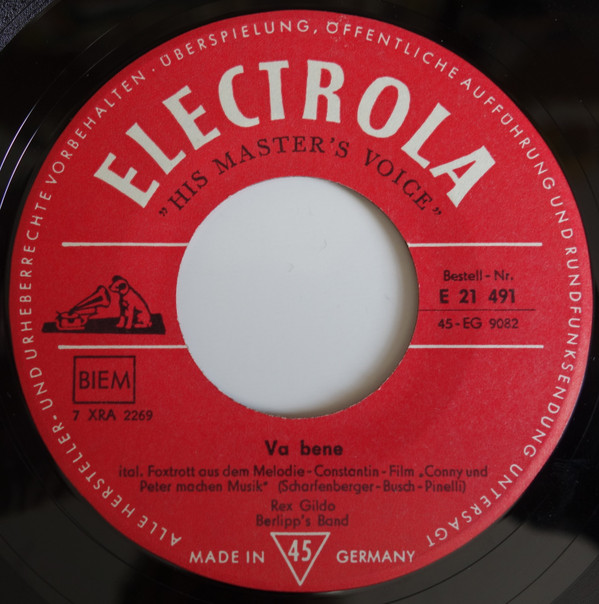 ALLE HERSTELLER- UND URHEBERRECHTE VORBEHALTEN · ÜBERSPIELUNG, ÖFFENTLICHE AUFFÜHRUNG UND RUNDFUNKSENDUNG UNTERSAGT
ELECTROLA
„HIS MASTER'S VOICE”
Bestell-Nr.
E 21 491
45-EG 9082
BIEM
7 XRA 2269
Va bene
ital. Foxtrott aus dem Melodie-Constantin-Film „Conny und
Peter machen Musik“ (Scharfenberger-Busch-Pinelli)
Rex Gildo
Berlipp's Band
MADE IN 45 GERMANY